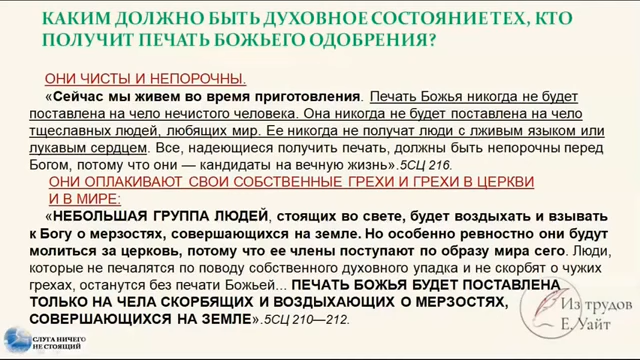 КАКИМ ДОЛЖНО БЫТЬ ДУХОВНОЕ СОСТОЯНИЕ ТЕХ, КТО
ПОЛУЧИТ ПЕЧАТЬ БОЖЬЕГО ОДОБРЕНИЯ?
ОНИ ЧИСТЫ И НЕПОРОЧНЫ.
«Сейчас мы живем во время приготовления. Печать Божья никогда не будет
поставлена на чело нечистого человека. Она никогда не будет поставлена на чело
тщеславных людей, любящих мир. Ее никогда не получат люди с лживым языком или
лукавым сердцем. Все, надеющиеся получить печать, должны быть непорочны перед
Богом, потому что они — кандидаты на вечную жизнь».5СЦ 216.
ОНИ ОПЛАКИВАЮТ СВОИ СОБСТВЕННЫЕ ГРЕХИ И ГРЕХИ В ЦЕРКВИ
И В МИРЕ:
«НЕБОЛЬШАЯ ГРУППА ЛЮДЕЙ, стоящих во свете, будет воздыхать и взывать
к Богу о мерзостях, совершающихся на земле. Но особенно ревностно они будут
молиться за церковь, потому что ее члены поступают по образу мира сего. Люди,
которые не печалятся по поводу собственного духовного упадка и не скорбят о чужих
грехах, останутся без печати Божьей... ПЕЧАТЬ БОЖЬЯ БУДЕТ ПОСТАВЛЕНА
ТОЛЬКО НА ЧЕЛА СКОРБЯЩИХ И ВОЗДЫХАЮЩИХ О МЕРЗОСТЯХ,
СОВЕРШАЮЩИХСЯ НА ЗЕМЛЕ».5СЦ 210—212.
Из трудов
Е. Уайт
СЛУГА НИЧЕГО
НЕ СТОЯЩИЙ